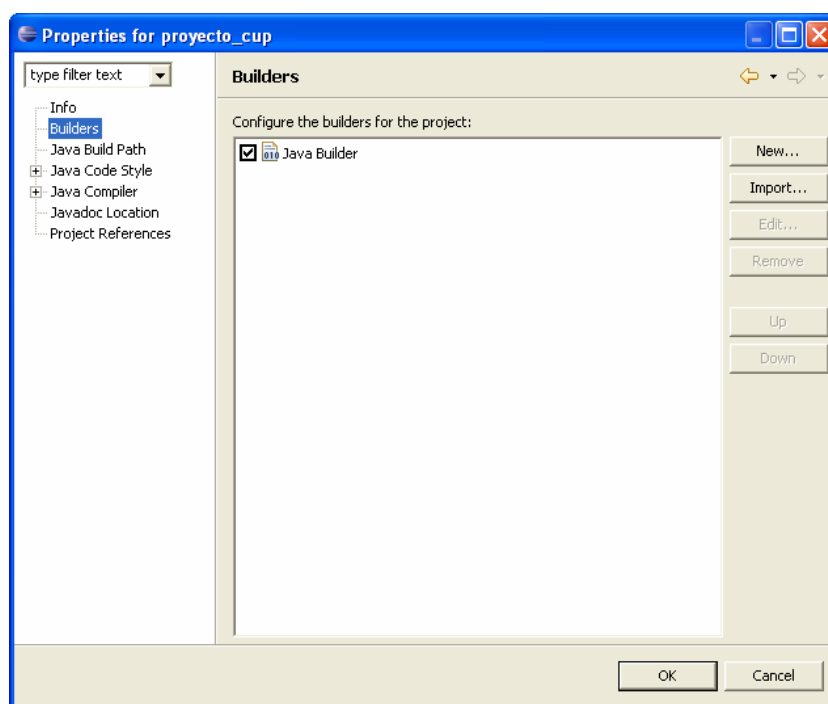 Properties for proyecto_cup
type filter text
Info
Builders
Java Build Path
Java Code Style
Java Compiler
Javadoc Location
Project References
Builders
Configure the builders for the project:
Java Builder
New...
Import...
Edit...
Remove
Up
Down
OK
Cancel